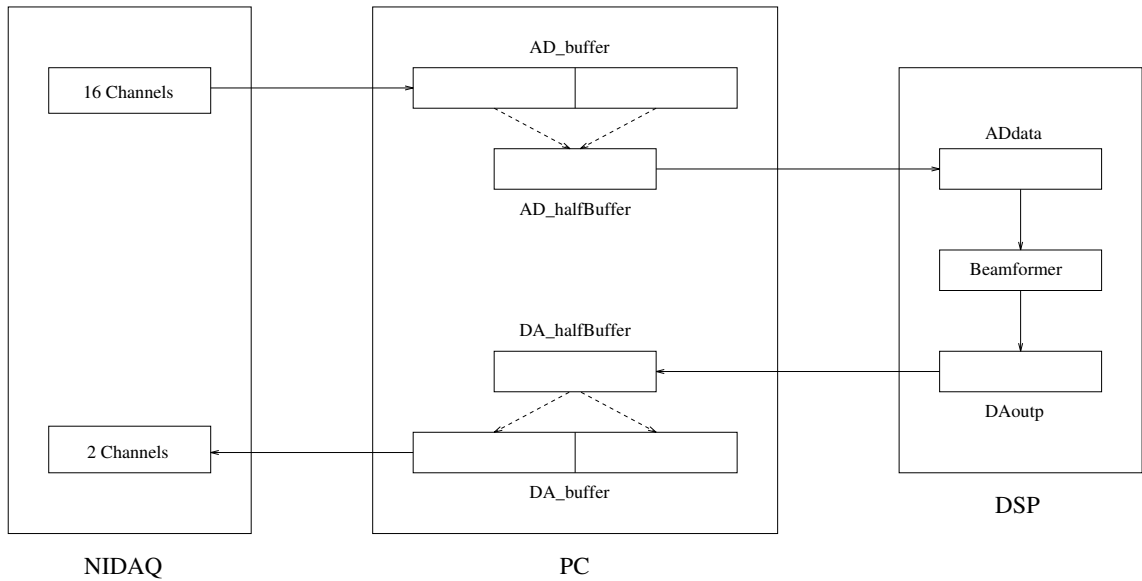 AD_buffer
16 Channels
ADdata
AD_halfBuffer
Beamformer
DA_halfBuffer
DAoutp
2 Channels
DA_buffer
DSP
NIDAQ
PC